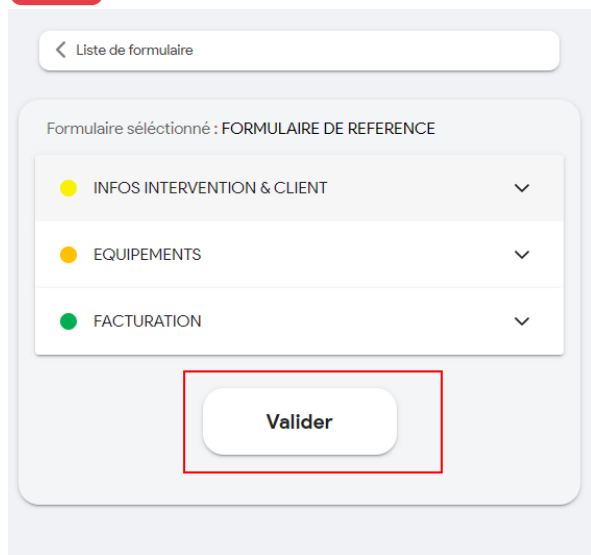 Liste de formulaire
Formulaire séléctionné : FORMULAIRE DE REFERENCE
INFOS INTERVENTION & CLIENT
EQUIPEMENTS
FACTURATION
Valider